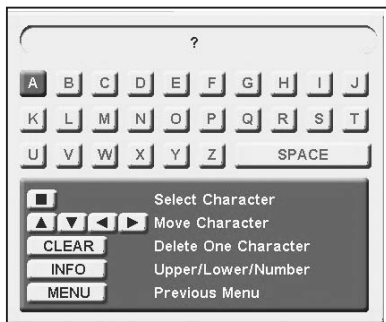 ?
A B C D E F G H I J
K L M N O P Q R S T
U V W X Y Z SPACE
■ Select Character
▲ ▼ ◄ ► Move Character
CLEAR Delete One Character
INFO Upper/Lower/Number
MENU Previous Menu